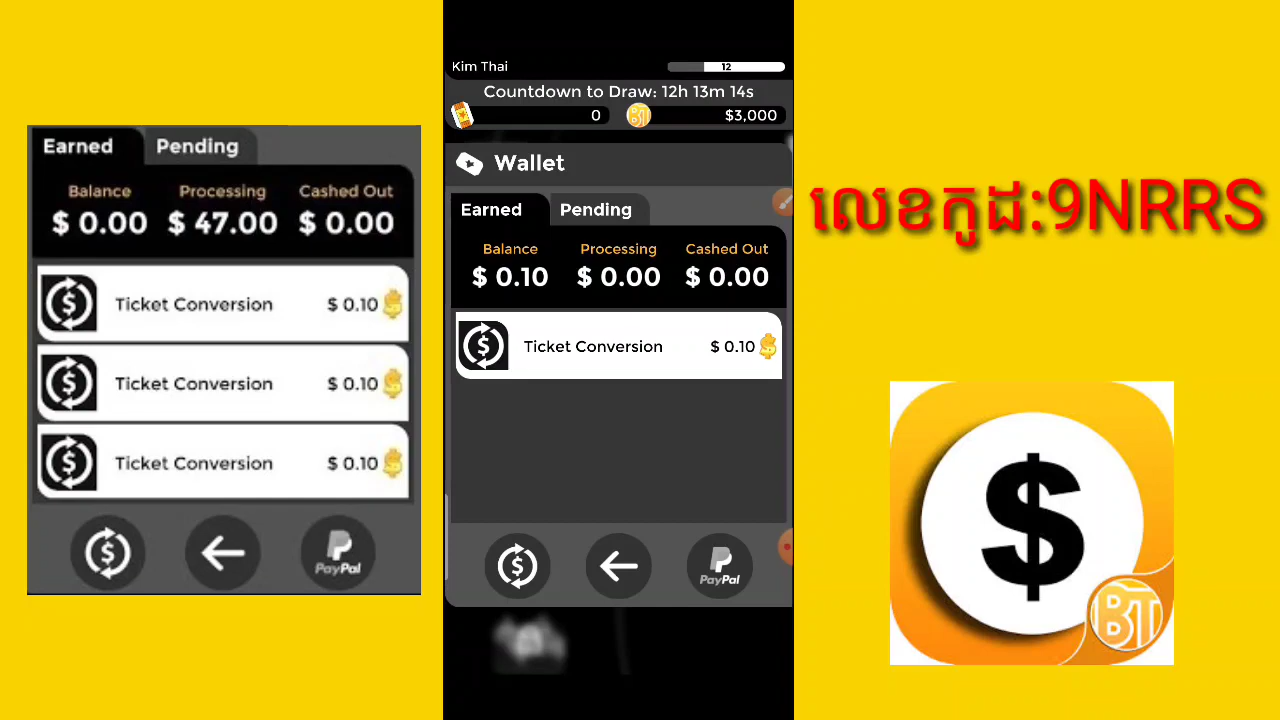 Earned Pending
Balance Processing Cashed Out
$ 0.00 $ 47.00 $ 0.00
Ticket Conversion $ 0.10
Ticket Conversion $ 0.10
Ticket Conversion $ 0.10
PayPal
Kim Thai 12
Countdown to Draw: 12h 13m 14s
0 BT $3,000
Wallet
Earned Pending
Balance Processing Cashed Out
$ 0.10 $ 0.00 $ 0.00
Ticket Conversion $ 0.10
PayPal
លេខកូដ:9NRRS
$
BT